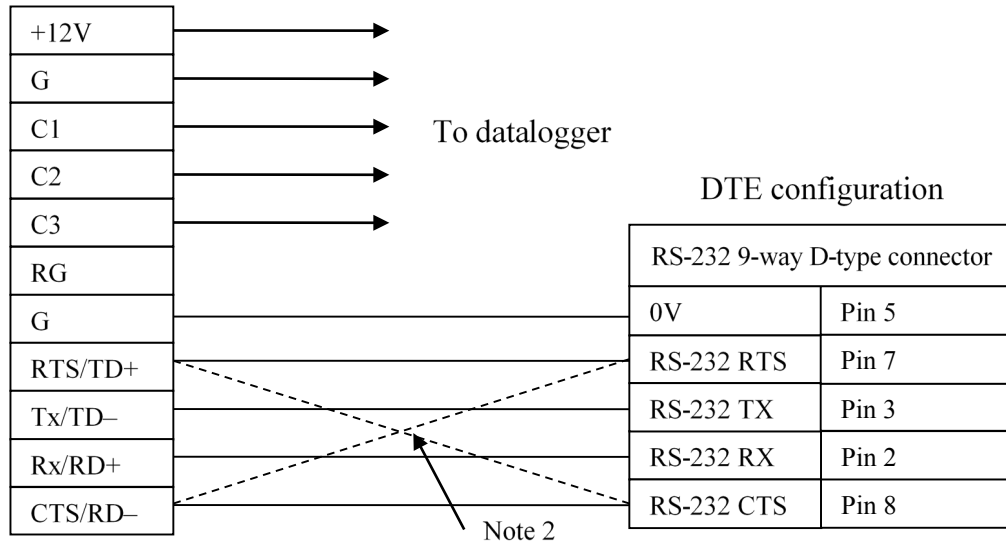 +12V
G
C1
C2
C3
RG
G
RTS/TD+
Tx/TD–
Rx/RD+
CTS/RD–
To datalogger
DTE configuration
RS-232 9-way D-type connector
0V Pin 5
RS-232 RTS Pin 7
RS-232 TX Pin 3
RS-232 RX Pin 2
RS-232 CTS Pin 8
Note 2